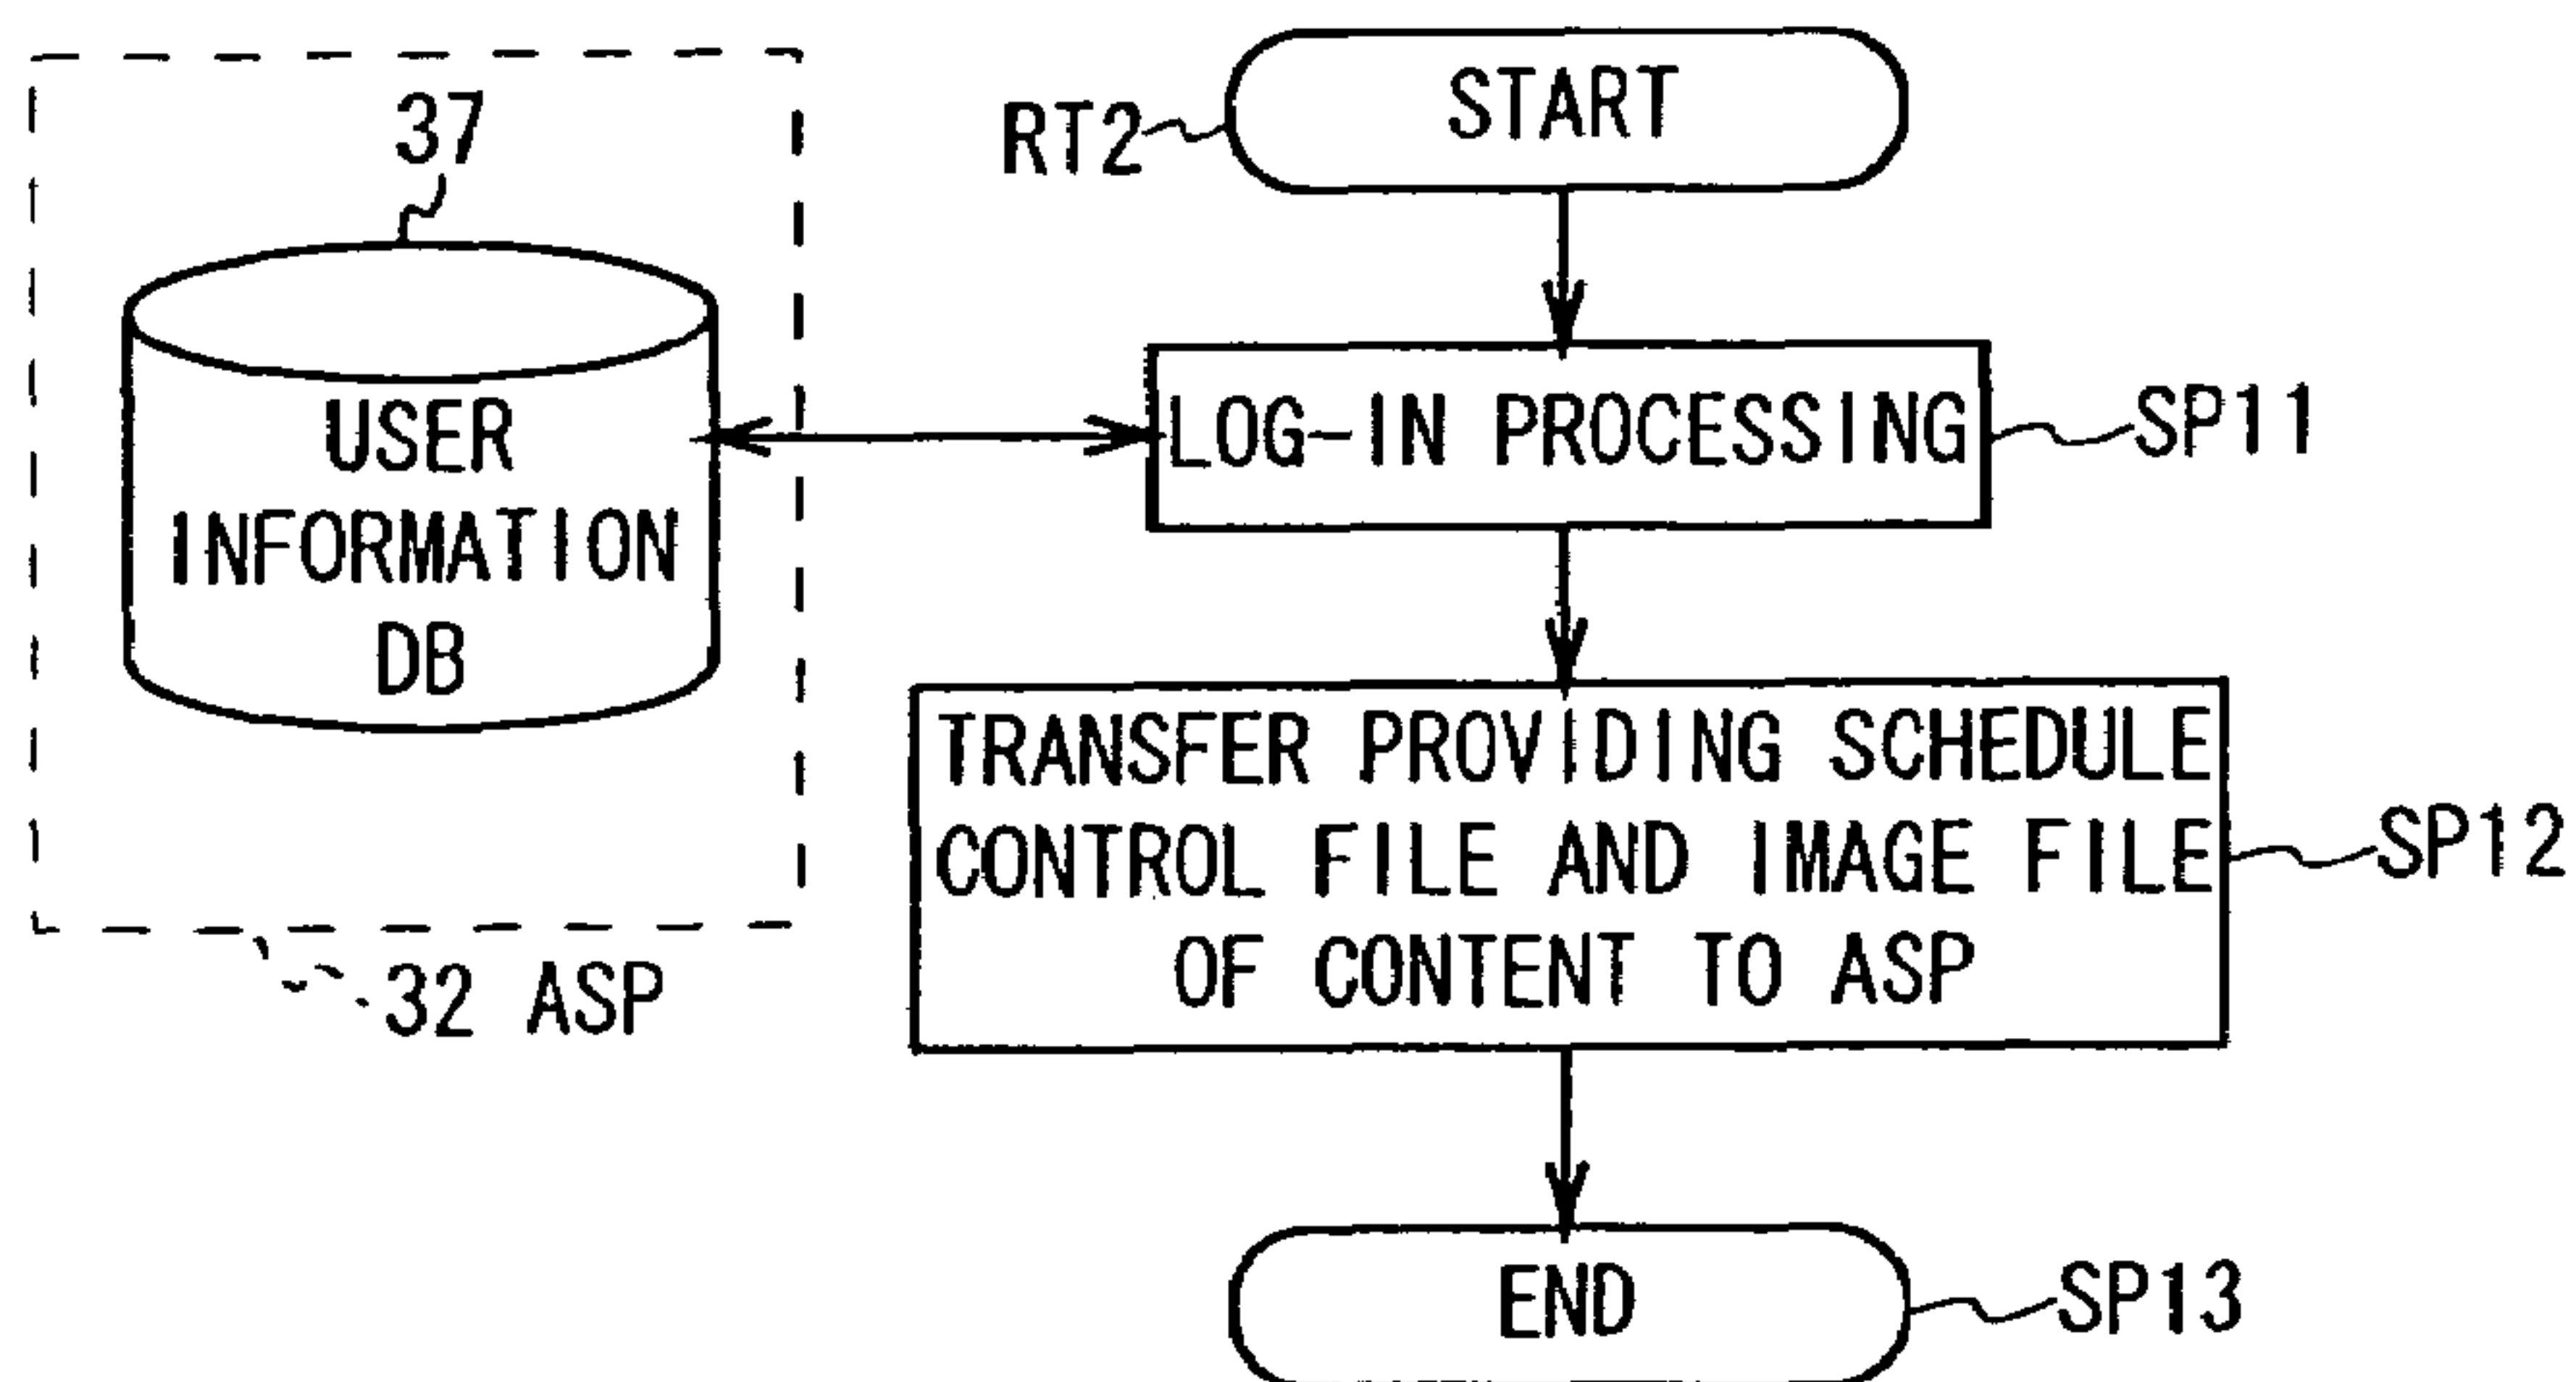 37
USER
INFORMATION
DB
32 ASP
RT2
START
LOG-IN PROCESSING
SP11
TRANSFER PROVIDING SCHEDULE
CONTROL FILE AND IMAGE FILE
OF CONTENT TO ASP
SP12
END
SP13